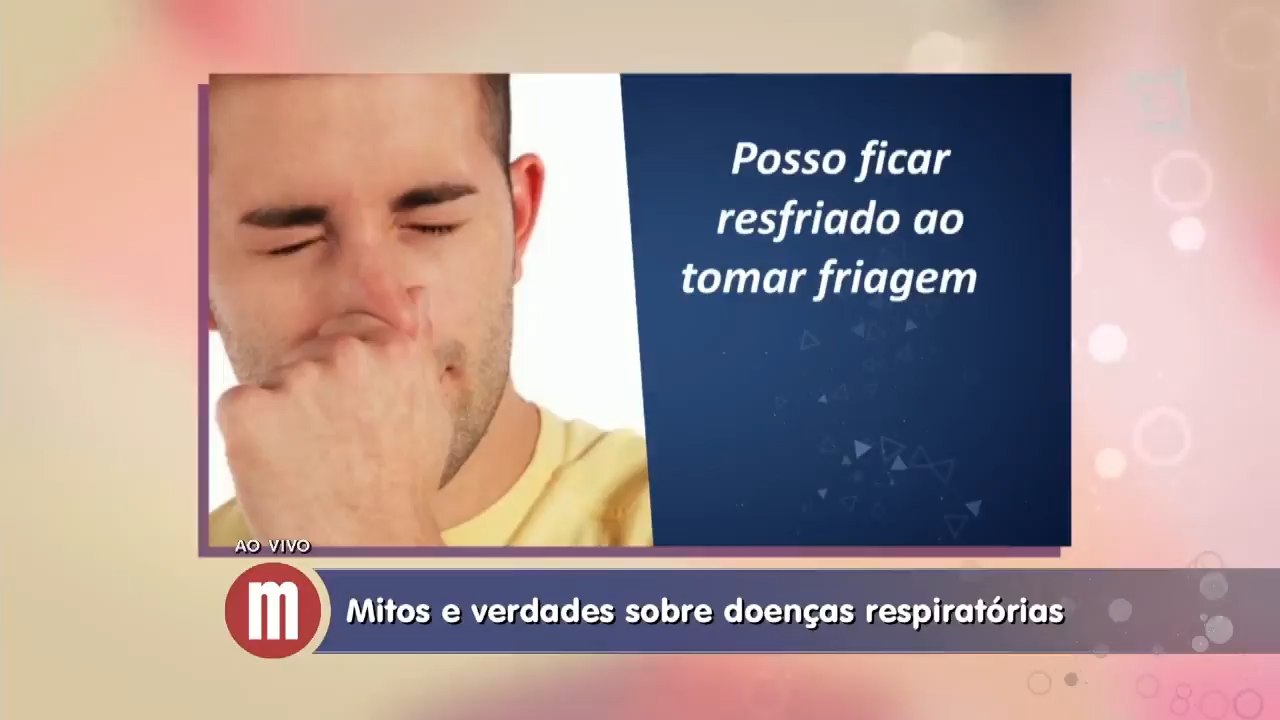 Posso ficar
resfriado ao
tomar friagem
AO VIVO
m
Mitos e verdades sobre doenças respiratórias